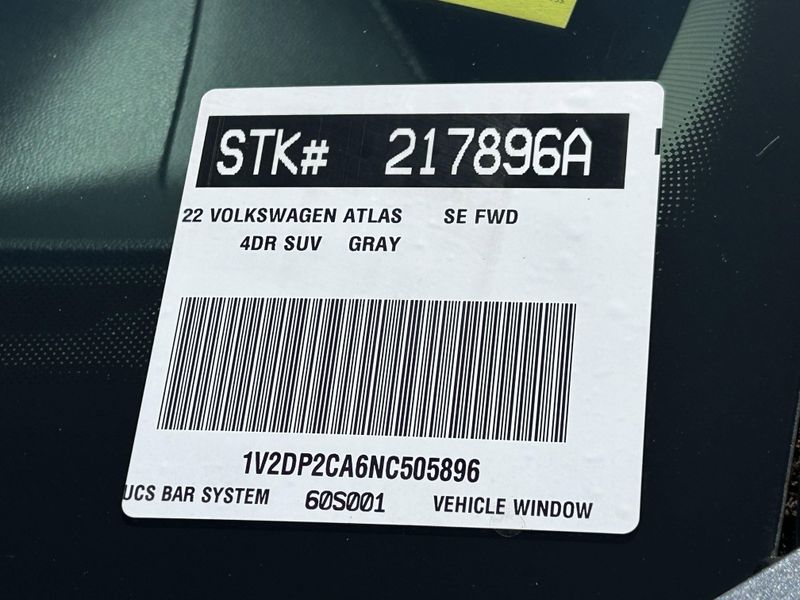 STK# 217896A
22 VOLKSWAGEN ATLAS SE FWD
4DR SUV GRAY
1V2DP2CA6NC505896
UCS BAR SYSTEM 60S001 VEHICLE WINDOW